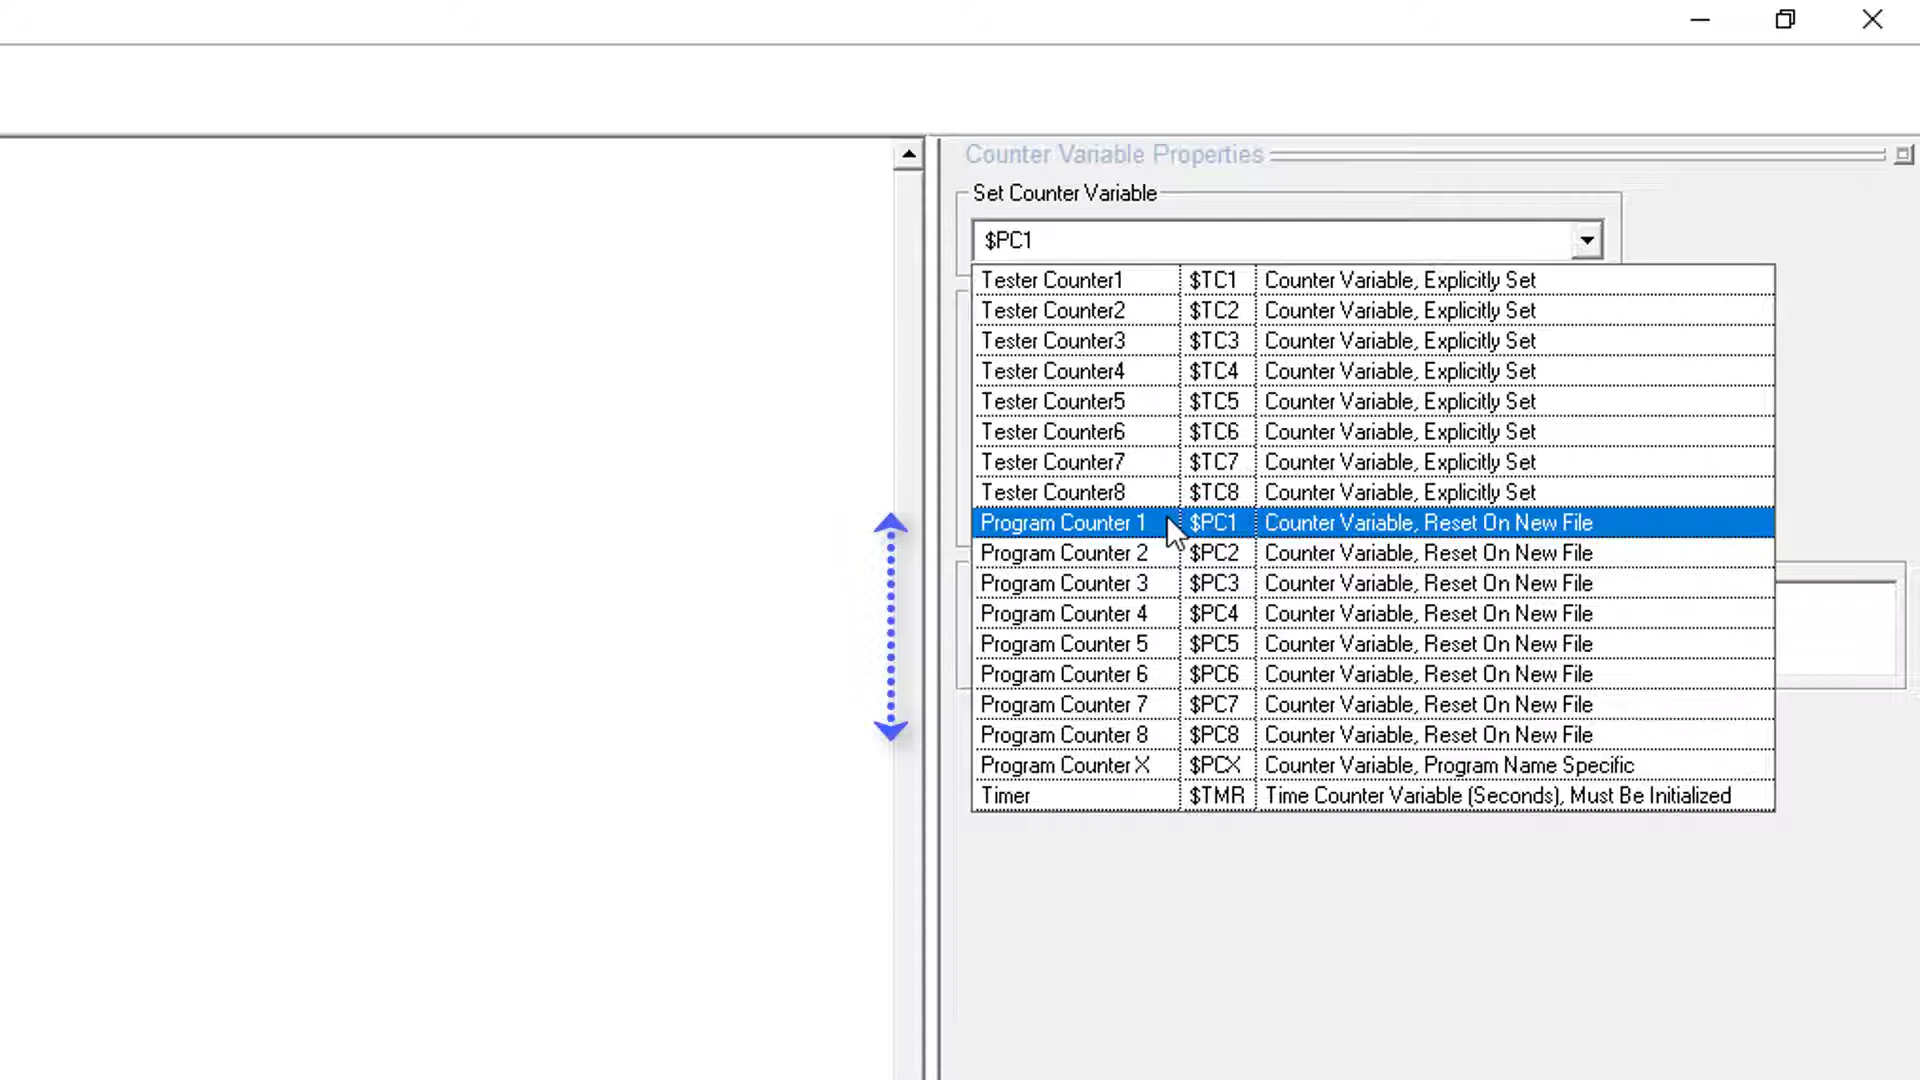 Counter Variable Properties
Set Counter Variable
$PC1
Tester Counter1 $TC1 Counter Variable, Explicitly Set
Tester Counter2 $TC2 Counter Variable, Explicitly Set
Tester Counter3 $TC3 Counter Variable, Explicitly Set
Tester Counter4 $TC4 Counter Variable, Explicitly Set
Tester Counter5 $TC5 Counter Variable, Explicitly Set
Tester Counter6 $TC6 Counter Variable, Explicitly Set
Tester Counter7 $TC7 Counter Variable, Explicitly Set
Tester Counter8 $TC8 Counter Variable, Explicitly Set
Program Counter 1 $PC1 Counter Variable, Reset On New File
Program Counter 2 $PC2 Counter Variable, Reset On New File
Program Counter 3 $PC3 Counter Variable, Reset On New File
Program Counter 4 $PC4 Counter Variable, Reset On New File
Program Counter 5 $PC5 Counter Variable, Reset On New File
Program Counter 6 $PC6 Counter Variable, Reset On New File
Program Counter 7 $PC7 Counter Variable, Reset On New File
Program Counter 8 $PC8 Counter Variable, Reset On New File
Program Counter X $PCX Counter Variable, Program Name Specific
Timer $TMR Time Counter Variable (Seconds), Must Be Initialized